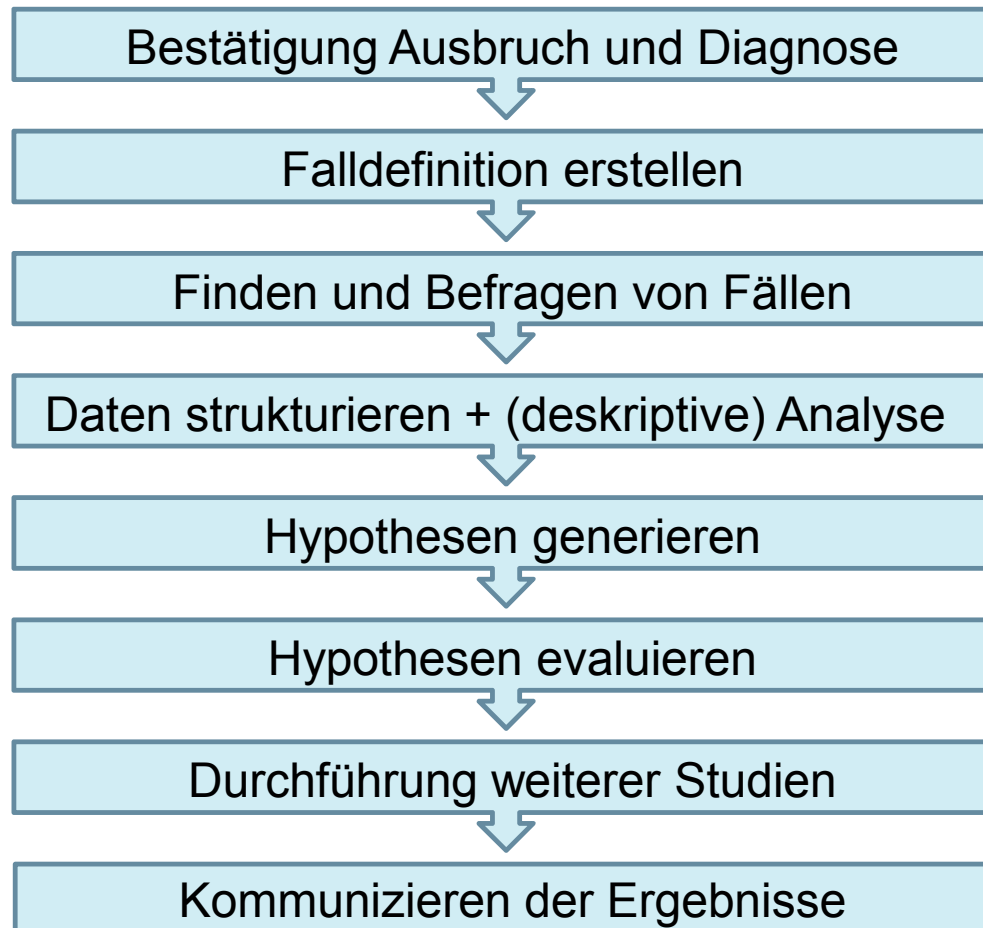 Bestätigung Ausbruch und Diagnose
Falldefinition erstellen
Finden und Befragen von Fällen
Daten strukturieren + (deskriptive) Analyse
Hypothesen generieren
Hypothesen evaluieren
Durchführung weiterer Studien
Kommunizieren der Ergebnisse